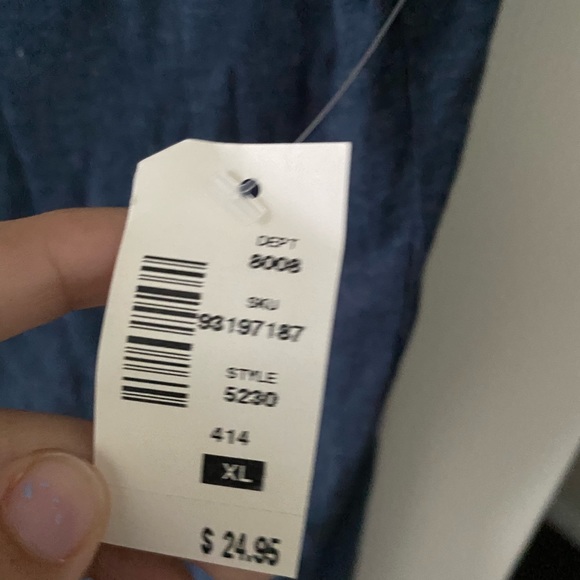 DEPT
8008
SKU
93197187
STYLE
5230
414
XL
$ 24.95